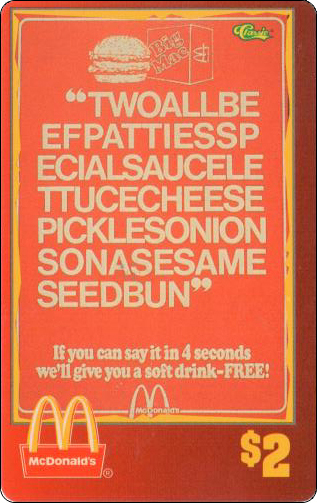 Classic
Big
Mac
"TWOALLBE
EFPATTIESSP
ECIALSAUCELE
TTUCECHEESE
PICKLESONION
SONASESAME
SEEDBUN"
If you can say it in 4 seconds
we'll give you a soft drink-FREE!
McDonald's
McDonald's ®
$2